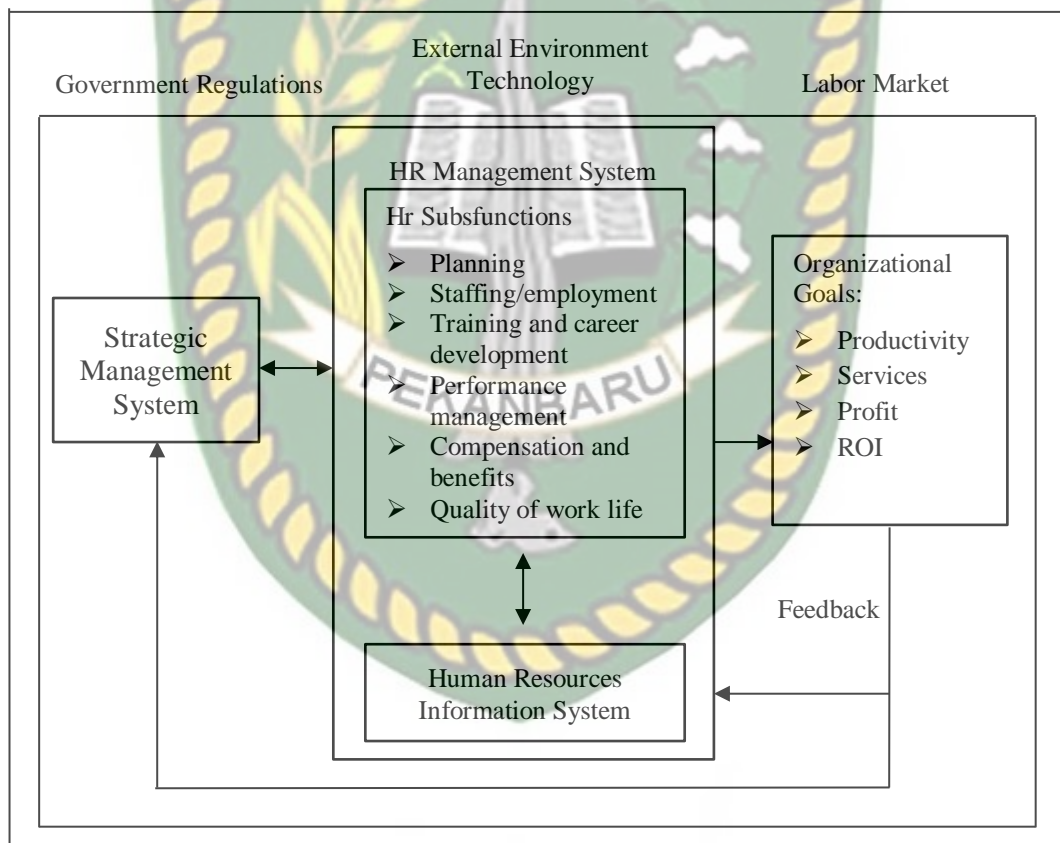 External Environment
Technology
Government Regulations
Labor Market
HR Management System
Hr Subsfunctions
➢ Planning
➢ Staffing/employment
➢ Training and career
development
➢ Performance
management
➢ Compensation and
benefits
➢ Quality of work life
Strategic
Management
System
Organizational
Goals:
➢ Productivity
➢ Services
➢ Profit
➢ ROI
Feedback
Human Resources
Information System
PEKANBARU